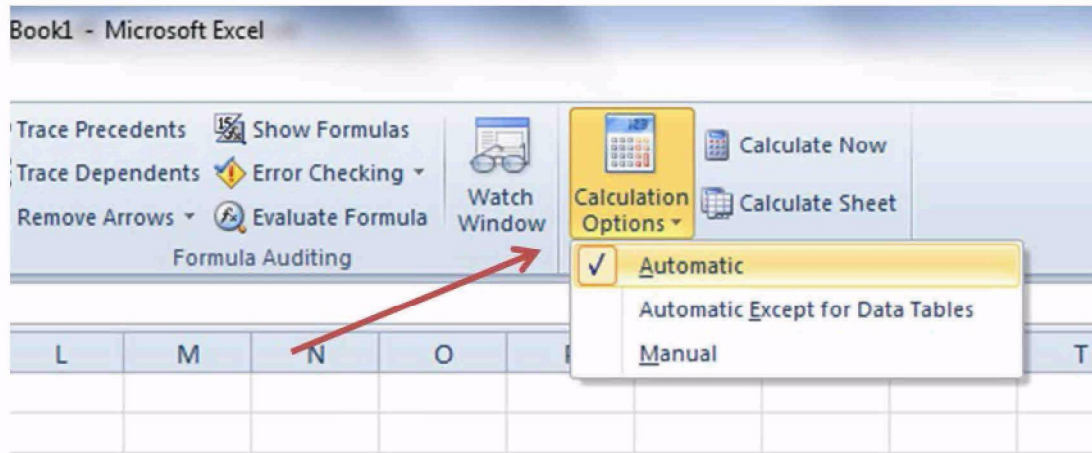 Book1 - Microsoft Excel
Trace Precedents
Show Formulas
Trace Dependents
Error Checking
Remove Arrows
Evaluate Formula
Formula Auditing
Watch
Window
Calculation
Options
Calculate Now
Calculate Sheet
Automatic
Automatic Except for Data Tables
Manual
L M N O T